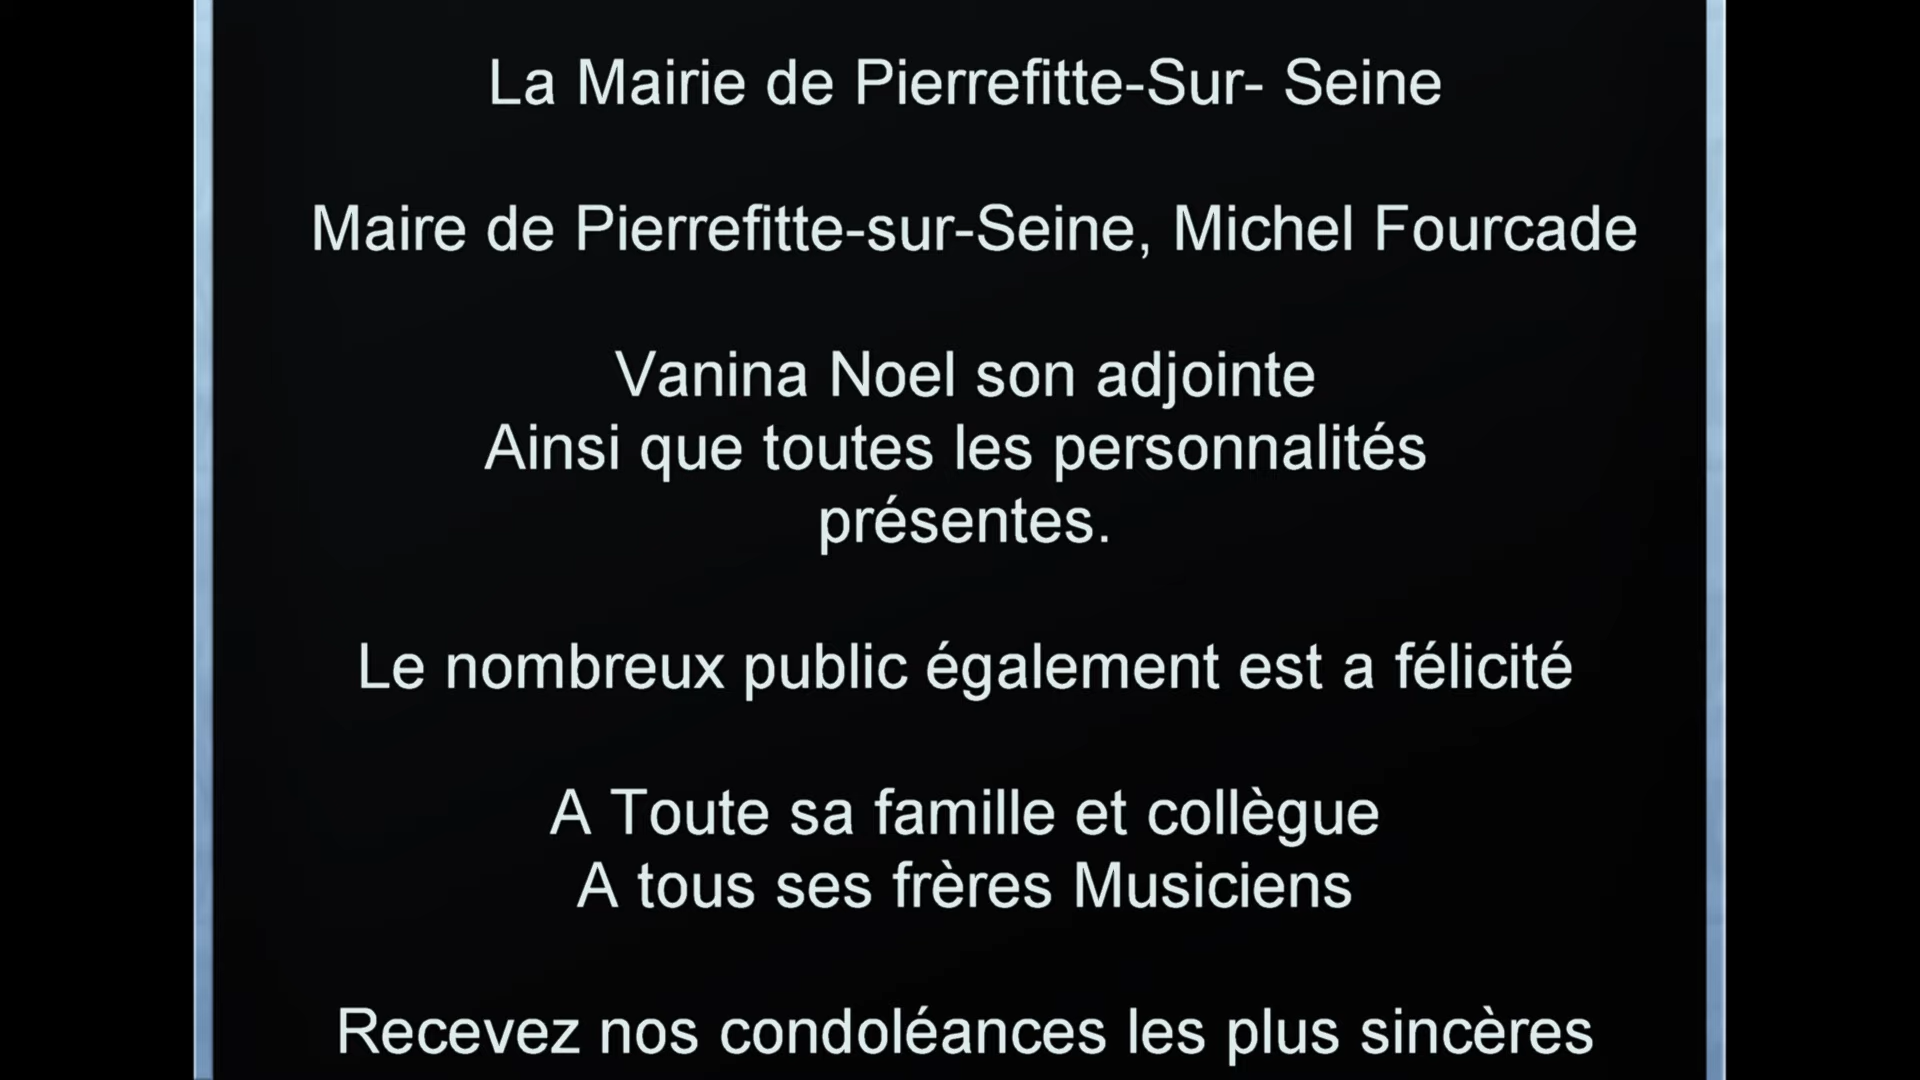 La Mairie de Pierrefitte-Sur- Seine
Maire de Pierrefitte-sur-Seine, Michel Fourcade
Vanina Noel son adjointe
Ainsi que toutes les personnalités
présentes.
Le nombreux public également est a félicité
A Toute sa famille et collègue
A tous ses frères Musiciens
Recevez nos condoléances les plus sincères